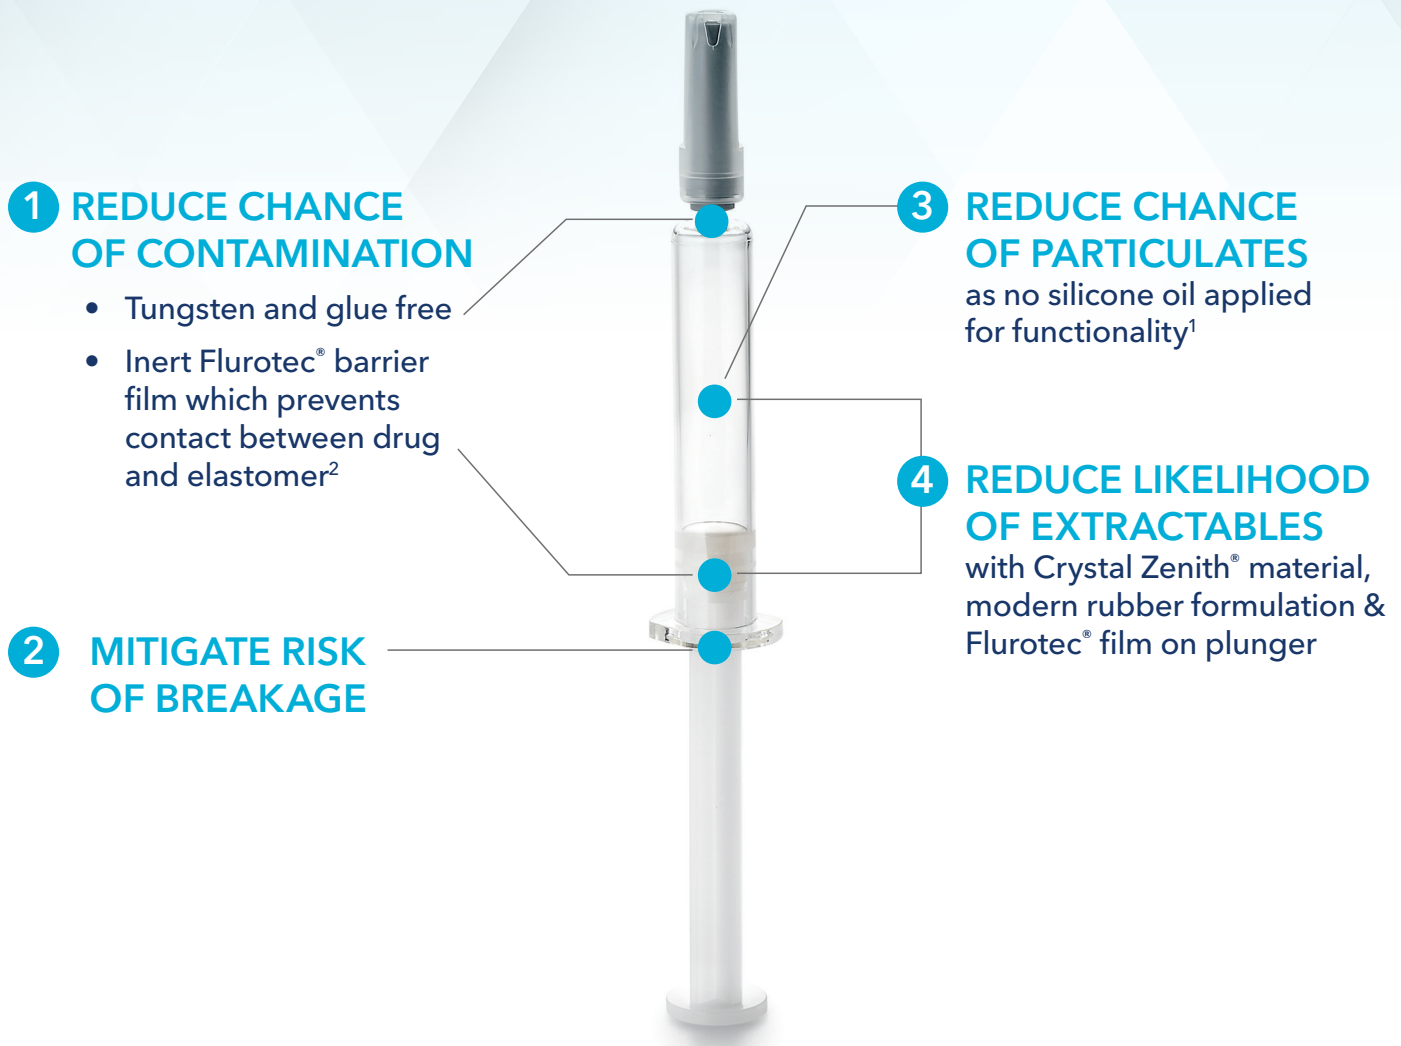 1 REDUCE CHANCE
OF CONTAMINATION
• Tungsten and glue free
• Inert Flurotec® barrier
film which prevents
contact between drug
and elastomer²
2 MITIGATE RISK
OF BREAKAGE
3 REDUCE CHANCE
OF PARTICULATES
as no silicone oil applied
for functionality¹
4 REDUCE LIKELIHOOD
OF EXTRACTABLES
with Crystal Zenith® material,
modern rubber formulation &
Flurotec® film on plunger